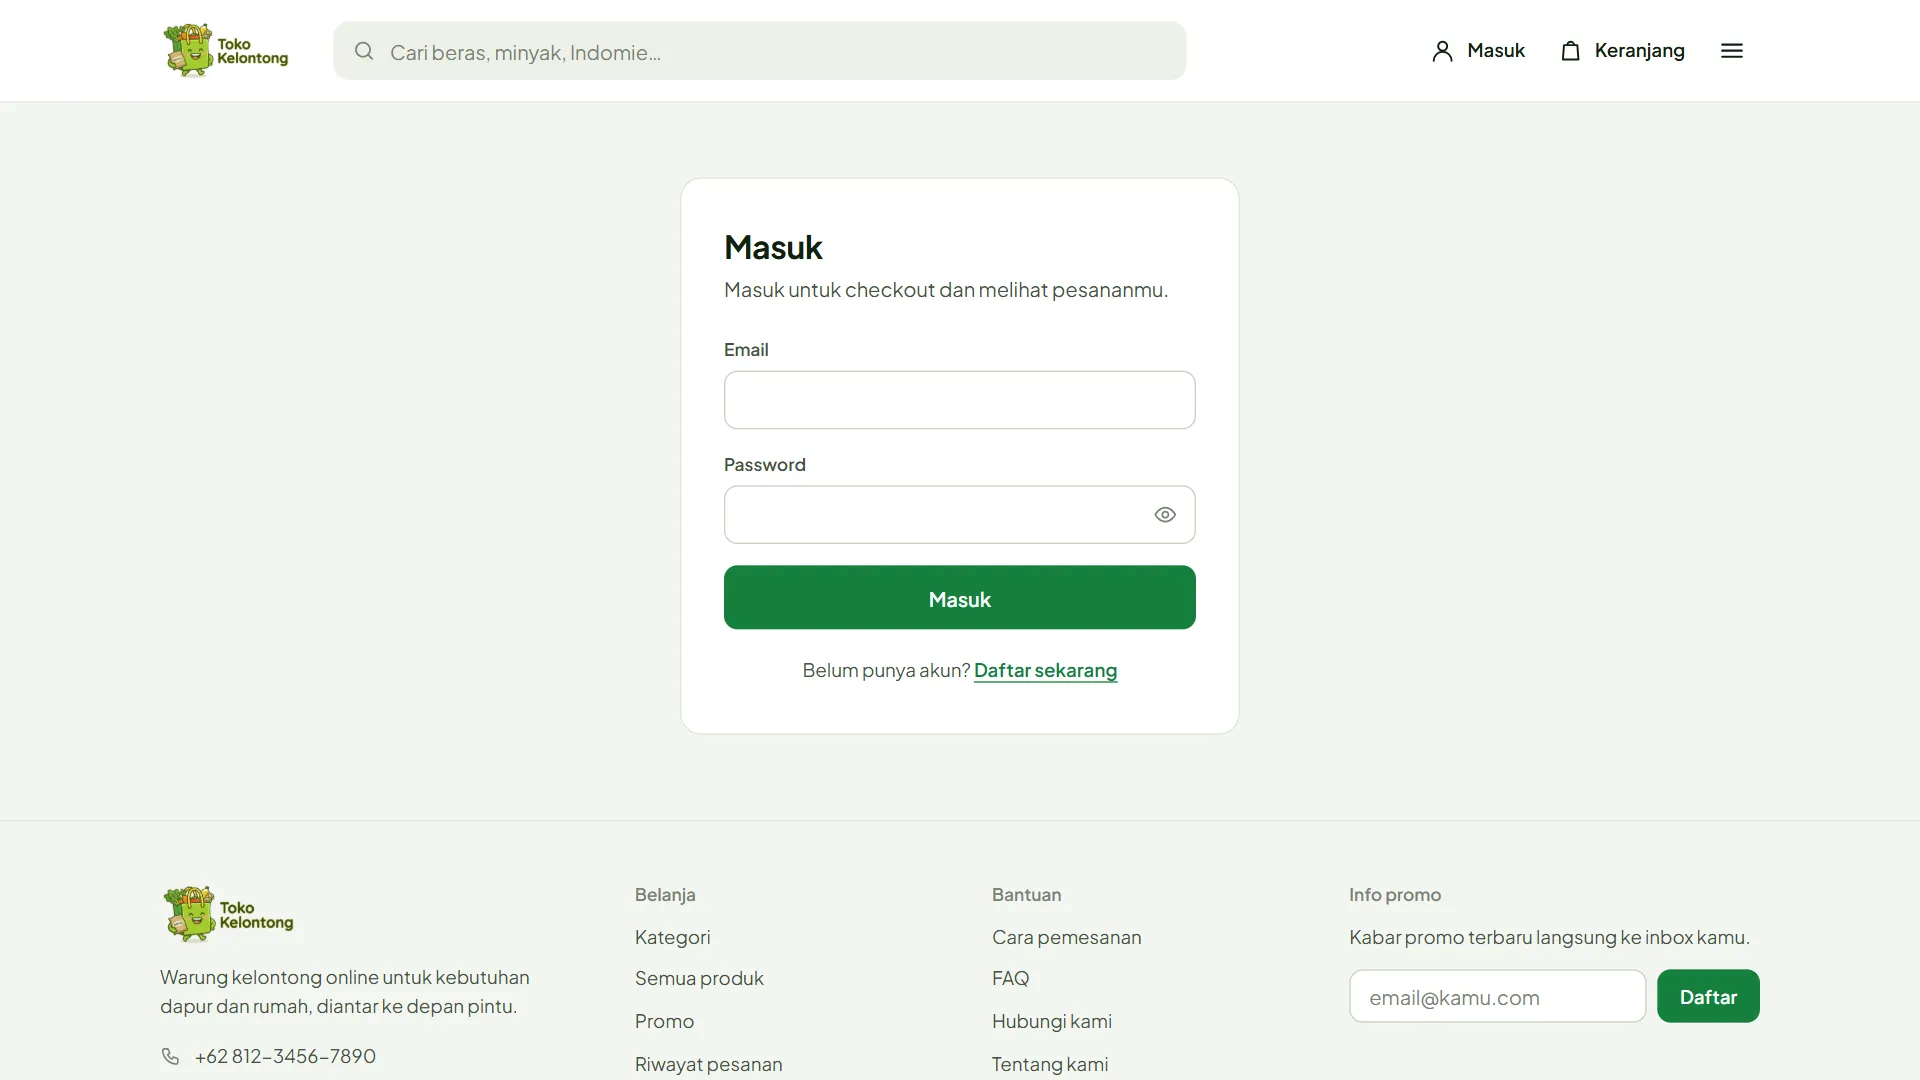 Toko
Kelontong
Cari beras, minyak, Indomie...
Masuk
Keranjang
Masuk
Masuk untuk checkout dan melihat pesananmu.
Email
Password
Masuk
Belum punya akun? Daftar sekarang
Toko
Kelontong
Warung kelontong online untuk kebutuhan
dapur dan rumah, diantar ke depan pintu.
+62 812-3456-7890
Belanja
Kategori
Semua produk
Promo
Riwayat pesanan
Bantuan
Cara pemesanan
FAQ
Hubungi kami
Tentang kami
Info promo
Kabar promo terbaru langsung ke inbox kamu.
email@kamu.com
Daftar